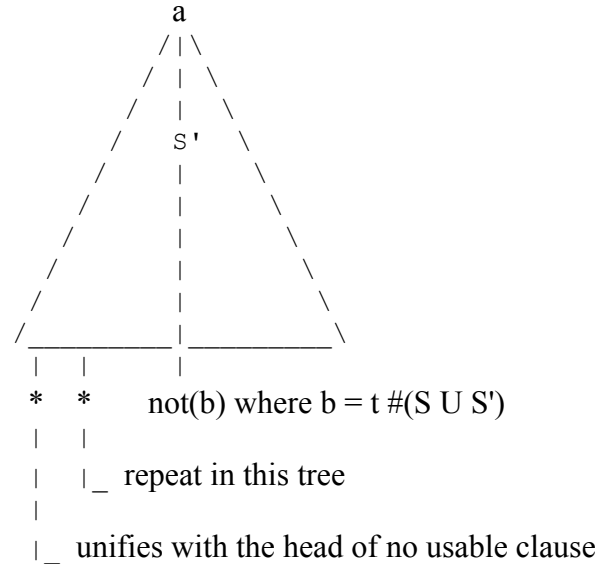 a
S'
* * not(b) where b = t #(S U S')
|_ repeat in this tree
|_ unifies with the head of no usable clause